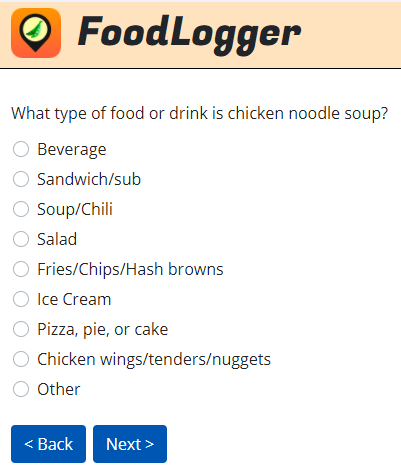 FoodLogger
What type of food or drink is chicken noodle soup?
Beverage
Sandwich/sub
Soup/Chili
Salad
Fries/Chips/Hash browns
Ice Cream
Pizza, pie, or cake
Chicken wings/tenders/nuggets
Other
< Back Next >